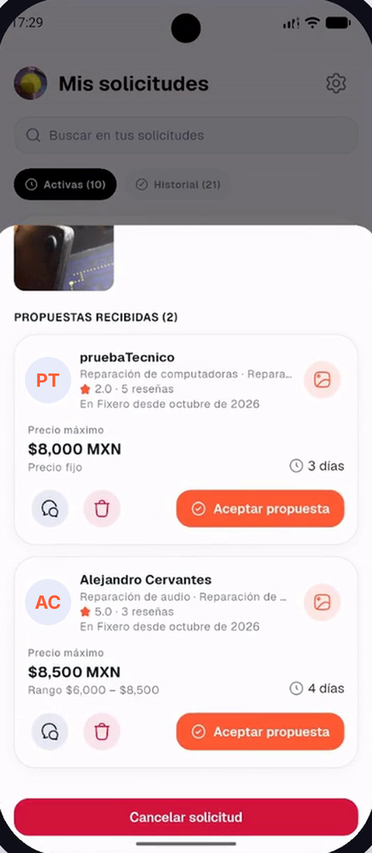 17:29
Mis solicitudes
Buscar en tus solicitudes
Activas (10)
Historial (21)
PROPUESTAS RECIBIDAS (2)
PT
pruebaTecnico
Reparación de computadoras · Repara...
2.0 · 5 reseñas
En Fixero desde octubre de 2026
Precio máximo
$8,000 MXN
Precio fijo
3 días
Aceptar propuesta
AC
Alejandro Cervantes
Reparación de audio · Reparación de ...
5.0 · 3 reseñas
En Fixero desde octubre de 2026
Precio máximo
$8,500 MXN
Rango $6,000 – $8,500
4 días
Aceptar propuesta
Cancelar solicitud